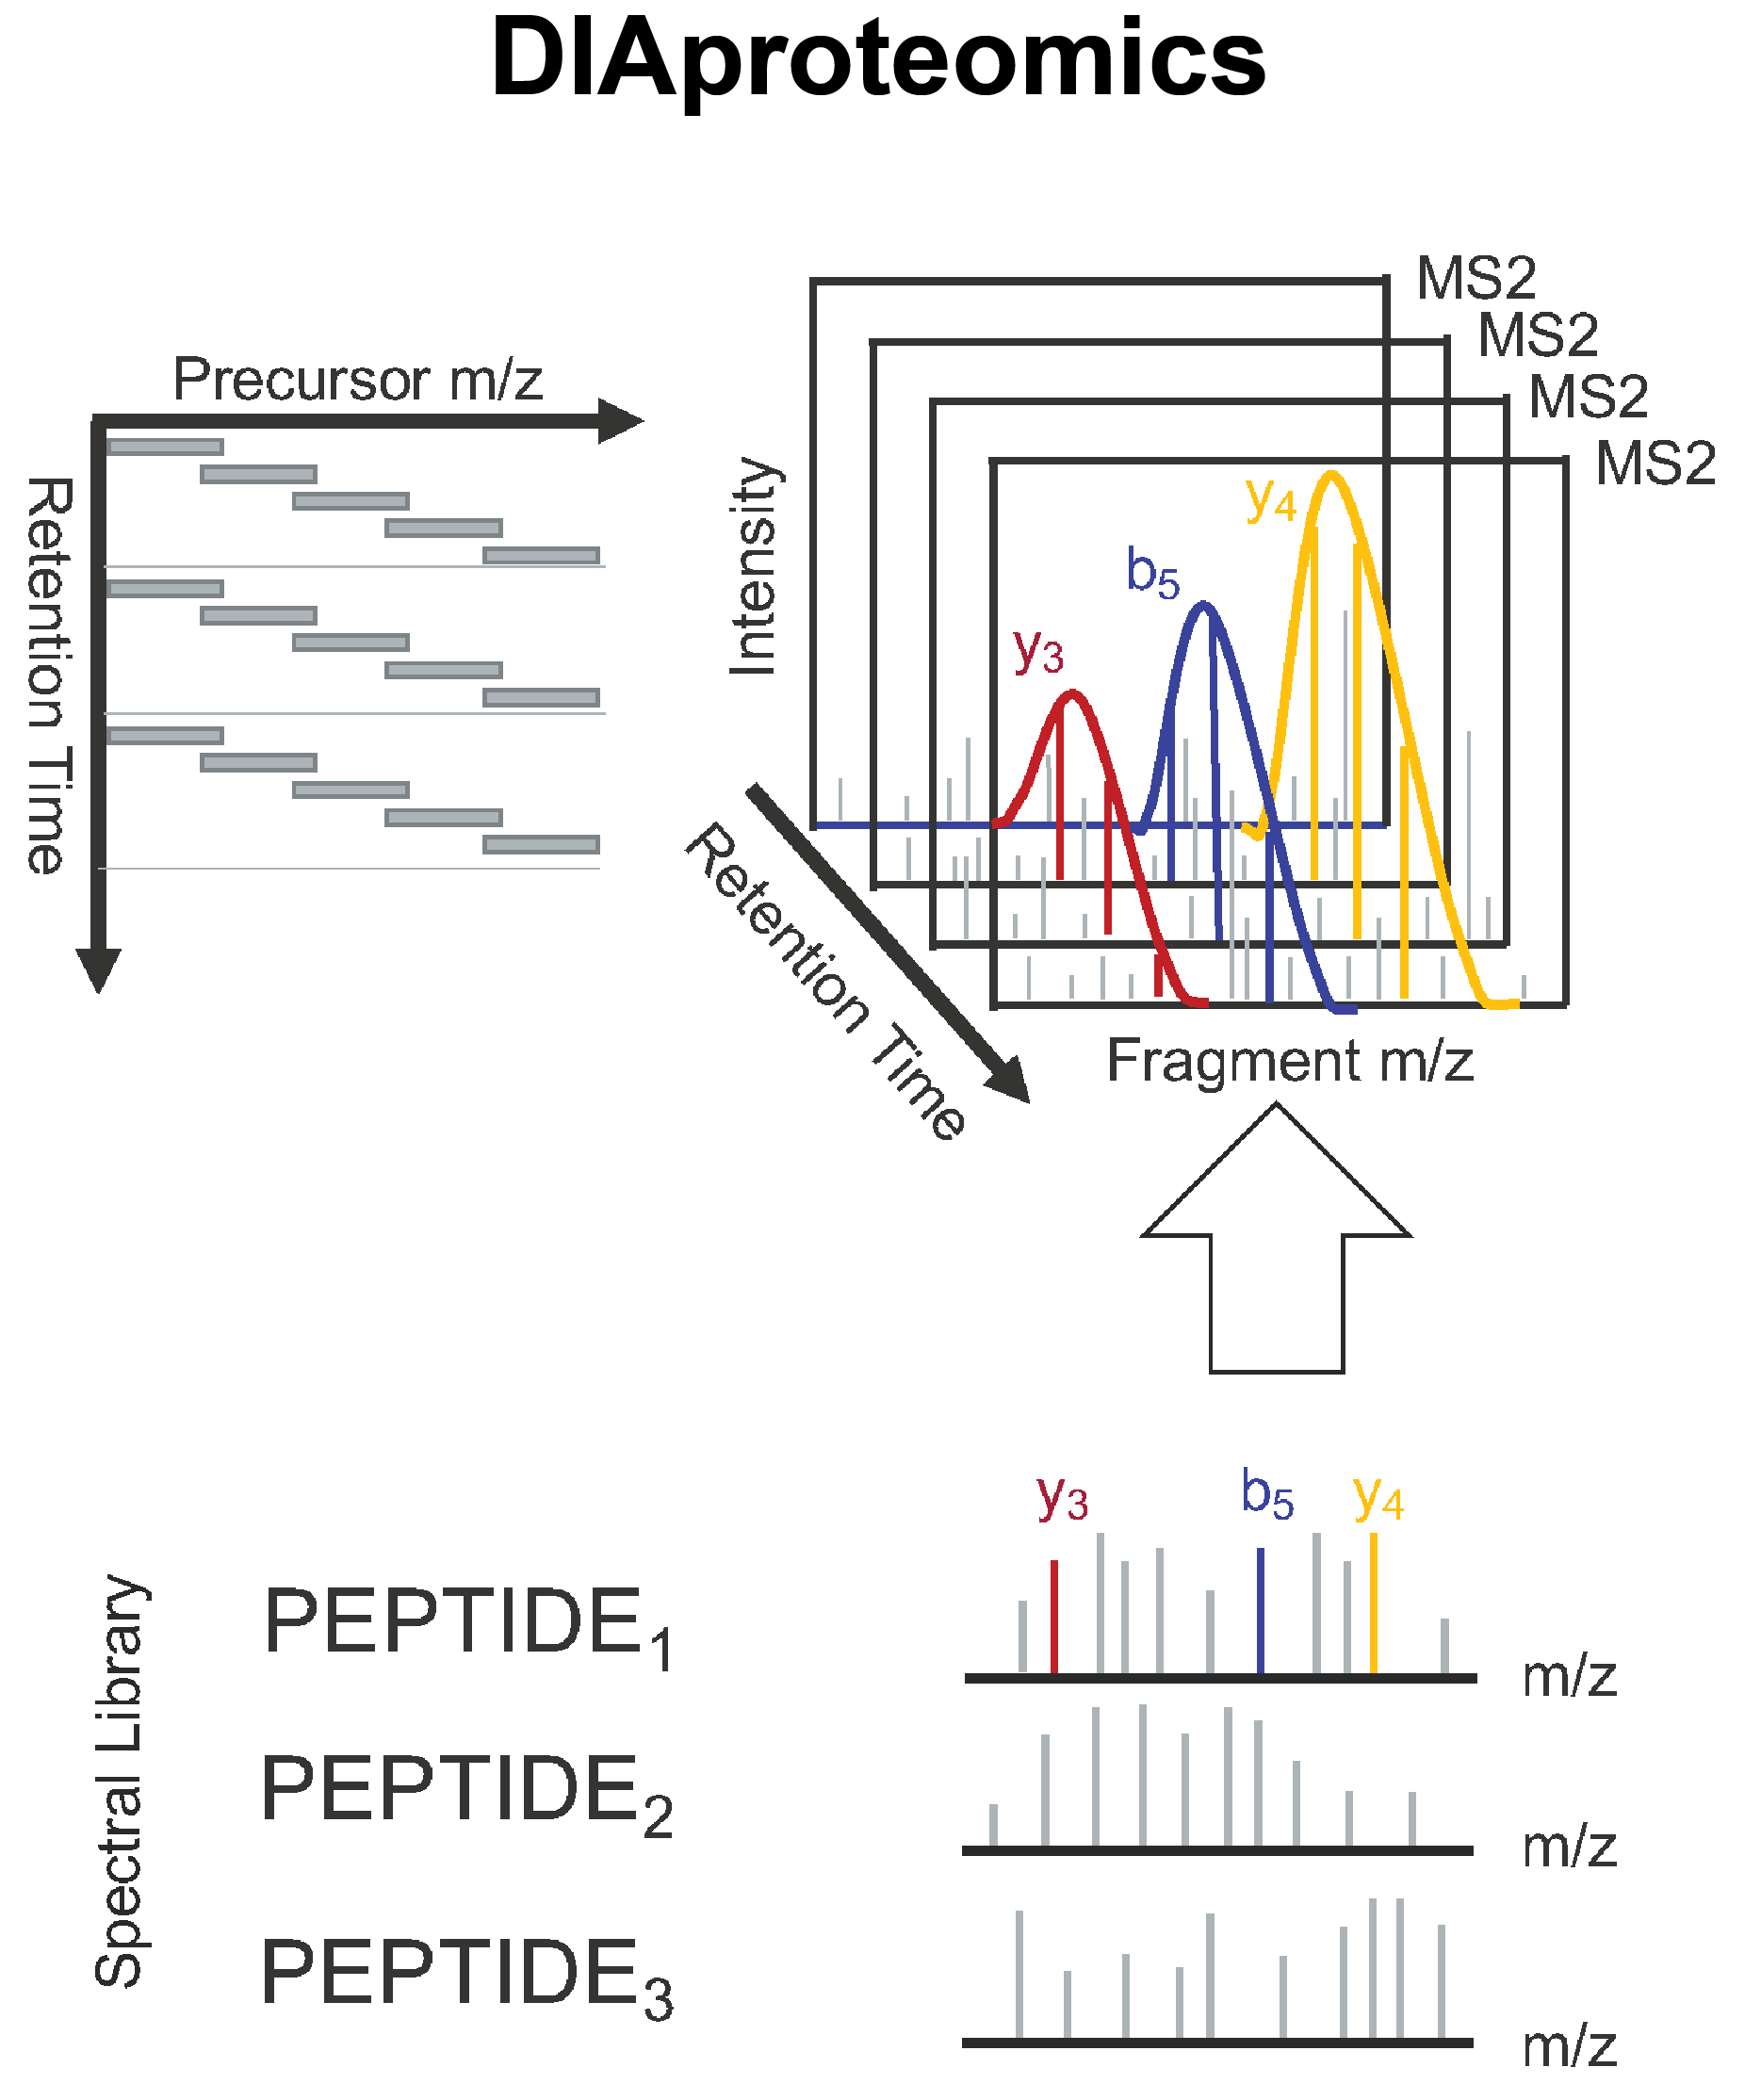 DIAproteomics
Precursor m/z
Retention Time
MS2
MS2
MS2
MS2
Intensity
y4
b5
y3
Retention Time
Fragment m/z
Spectral Library
y3
b5
y4
PEPTIDE1
m/z
PEPTIDE2
m/z
PEPTIDE3
m/z